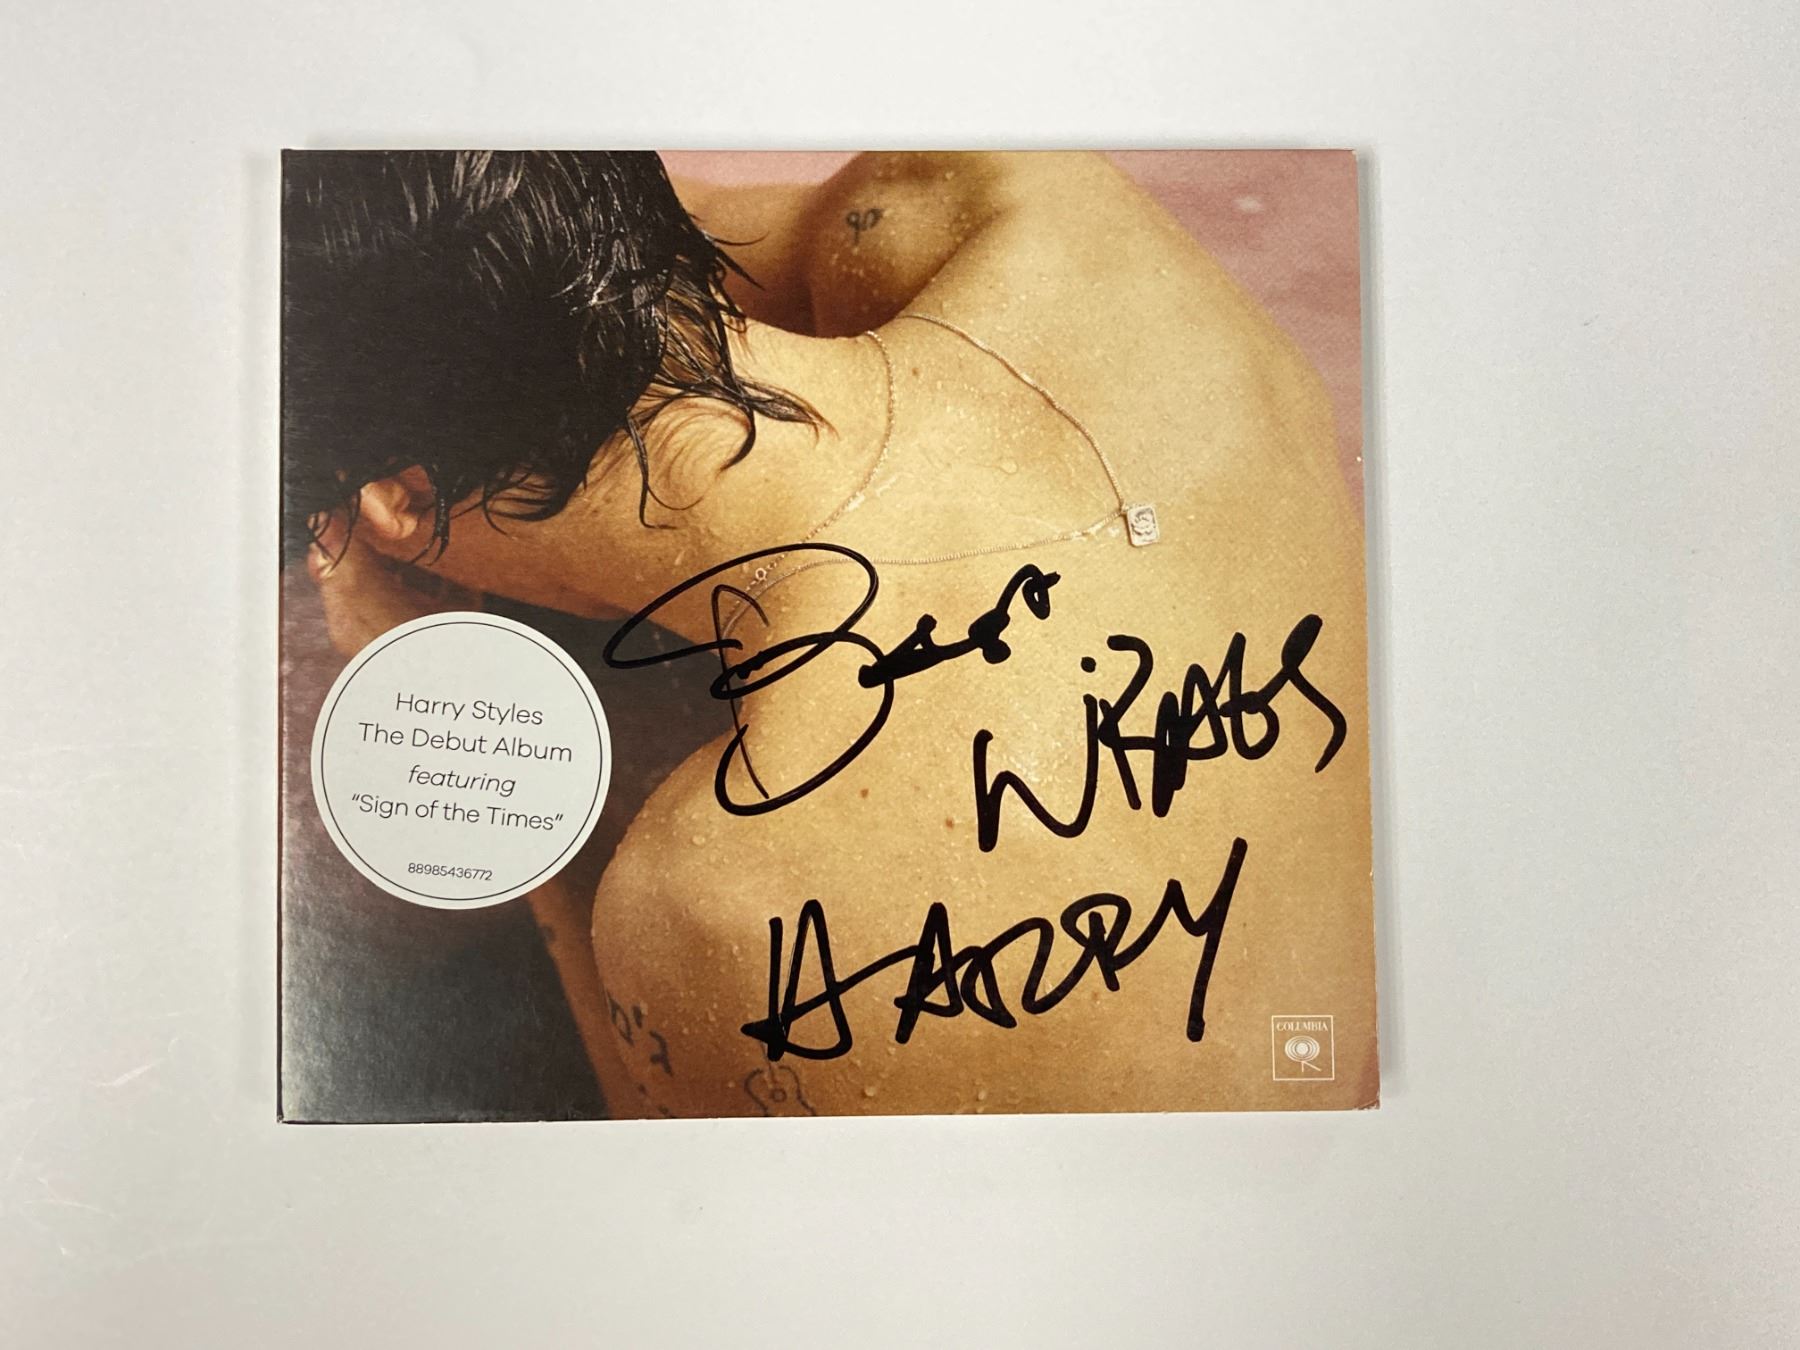 Harry Styles
The Debut Album
featuring
"Sign of the Times"
88985436772
HARRY
COLUMBIA